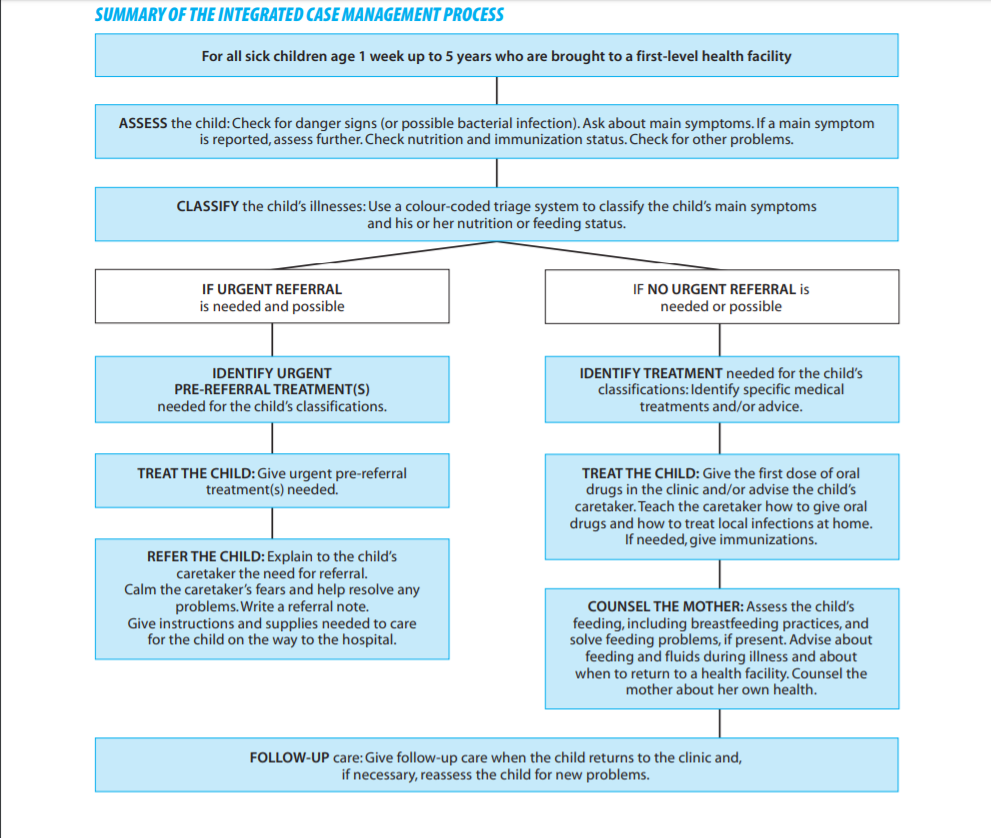 SUMMARY OF THE INTEGRATED CASE MANAGEMENT PROCESS
For all sick children age 1 week up to 5 years who are brought to a first-level health facility
ASSESS the child: Check for danger signs (or possible bacterial infection). Ask about main symptoms. If a main symptom
is reported, assess further. Check nutrition and immunization status. Check for other problems.
CLASSIFY the child's illnesses: Use a colour-coded triage system to classify the child's main symptoms
and his or her nutrition or feeding status.
IF URGENT REFERRAL
is needed and possible
IDENTIFY URGENT
PRE-REFERRAL TREATMENT(S)
needed for the child's classifications.
TREAT THE CHILD: Give urgent pre-referral
treatment(s) needed.
REFER THE CHILD: Explain to the child's
caretaker the need for referral.
Calm the caretaker's fears and help resolve any
problems. Write a referral note.
Give instructions and supplies needed to care
for the child on the way to the hospital.
IF NO URGENT REFERRAL is
needed or possible
IDENTIFY TREATMENT needed for the child's
classifications: Identify specific medical
treatments and/or advice.
TREAT THE CHILD: Give the first dose of oral
drugs in the clinic and/or advise the child's
caretaker. Teach the caretaker how to give oral
drugs and how to treat local infections at home.
If needed, give immunizations.
COUNSEL THE MOTHER: Assess the child's
feeding, including breastfeeding practices, and
solve feeding problems, if present. Advise about
feeding and fluids during illness and about
when to return to a health facility. Counsel the
mother about her own health.
FOLLOW-UP care: Give follow-up care when the child returns to the clinic and,
if necessary, reassess the child for new problems.